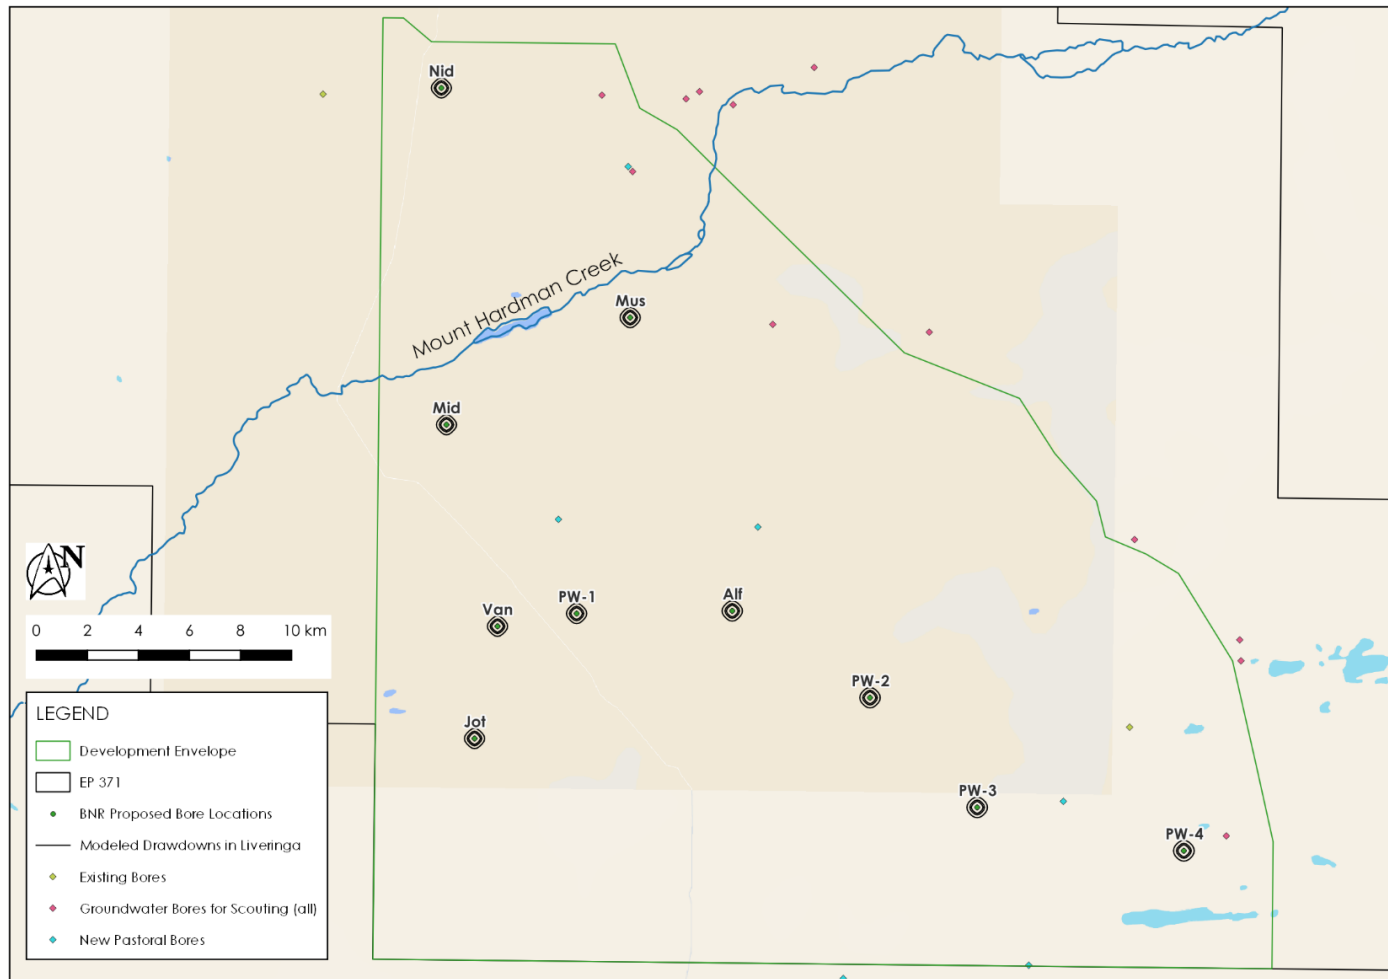 Nid
Mount Hardman Creek
Mus
Mid
N
0 2 4 6 8 10 km
Van
PW-1
Alf
PW-2
Jot
PW-3
PW-4
LEGEND
Development Envelope
EP 371
BNR Proposed Bore Locations
Modeled Drawdowns in Liveringa
Existing Bores
Groundwater Bores for Scouting (all)
New Pastoral Bores